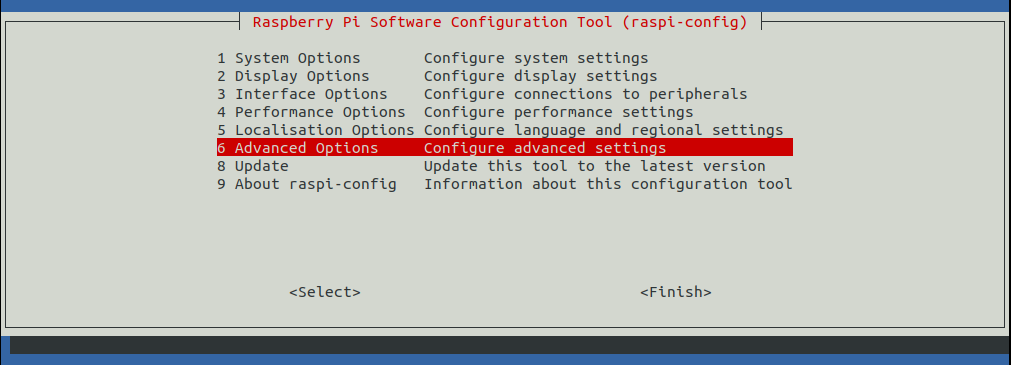 Raspberry Pi Software Configuration Tool (raspi-config)
1 System Options Configure system settings
2 Display Options Configure display settings
3 Interface Options Configure connections to peripherals
4 Performance Options Configure performance settings
5 Localisation Options Configure language and regional settings
6 Advanced Options Configure advanced settings
8 Update Update this tool to the latest version
9 About raspi-config Information about this configuration tool
<Select> <Finish>